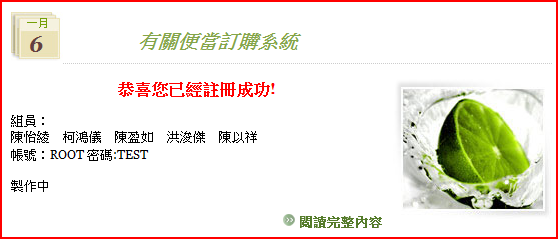 一月
6
有關便當訂購系統
恭喜您已經註冊成功!
組員：
陳怡綾　柯鴻儀　陳盈如　洪浚傑　陳以祥
帳號：ROOT 密碼:TEST
製作中
閱讀完整內容